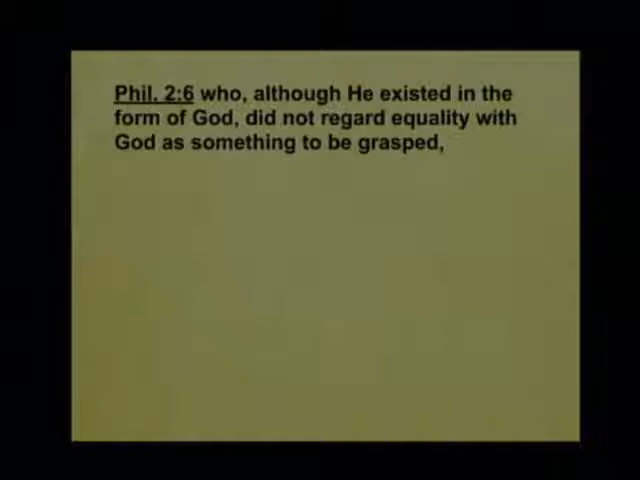 Phil. 2:6 who, although He existed in the
form of God, did not regard equality with
God as something to be grasped,